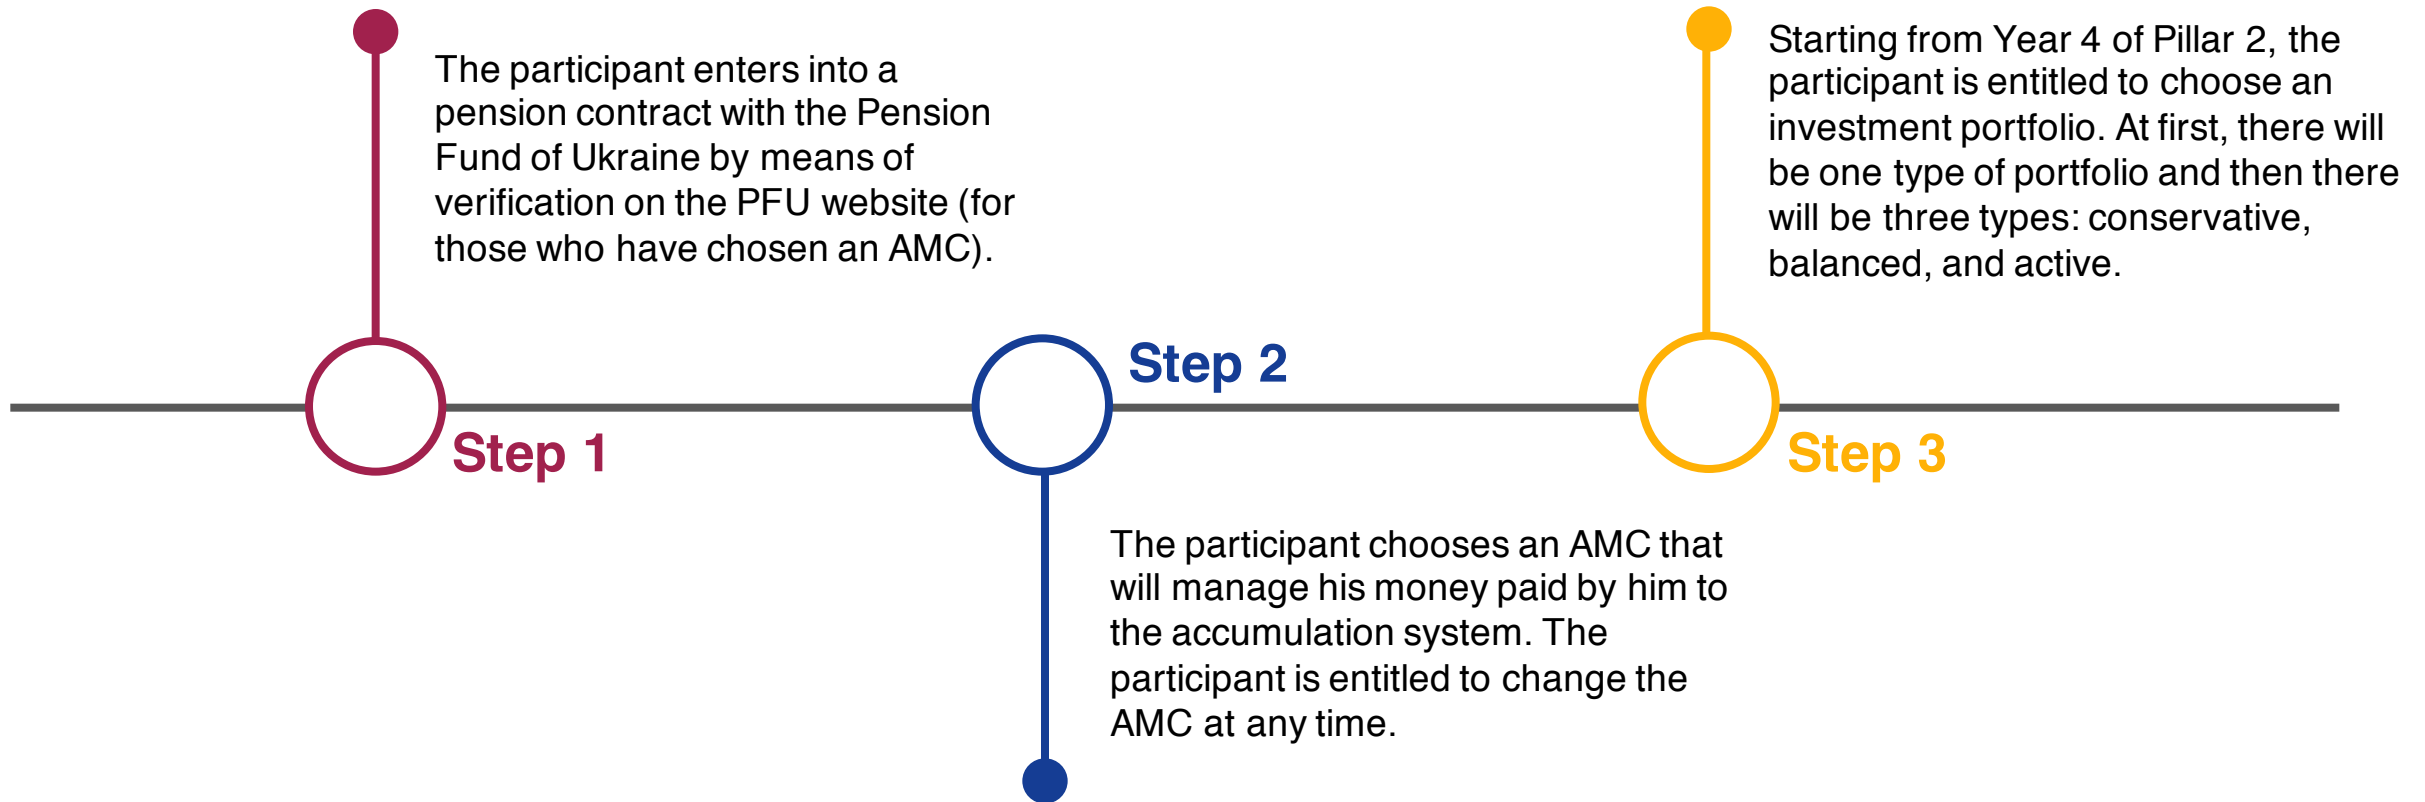 The participant enters into a
pension contract with the Pension
Fund of Ukraine by means of
verification on the PFU website (for
those who have chosen an AMC).
Step 1
Step 2
The participant chooses an AMC that
will manage his money paid by him to
the accumulation system. The
participant is entitled to change the
AMC at any time.
Starting from Year 4 of Pillar 2, the
participant is entitled to choose an
investment portfolio. At first, there will
be one type of portfolio and then there
will be three types: conservative,
balanced, and active.
Step 3